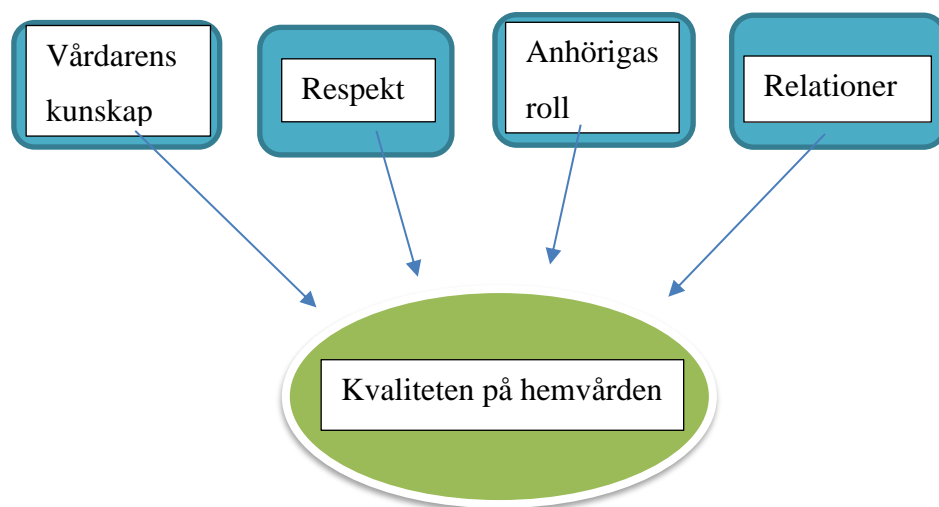 Vårdarens
kunskap
Respekt
Anhörigas
roll
Relationer
Kvaliteten på hemvården